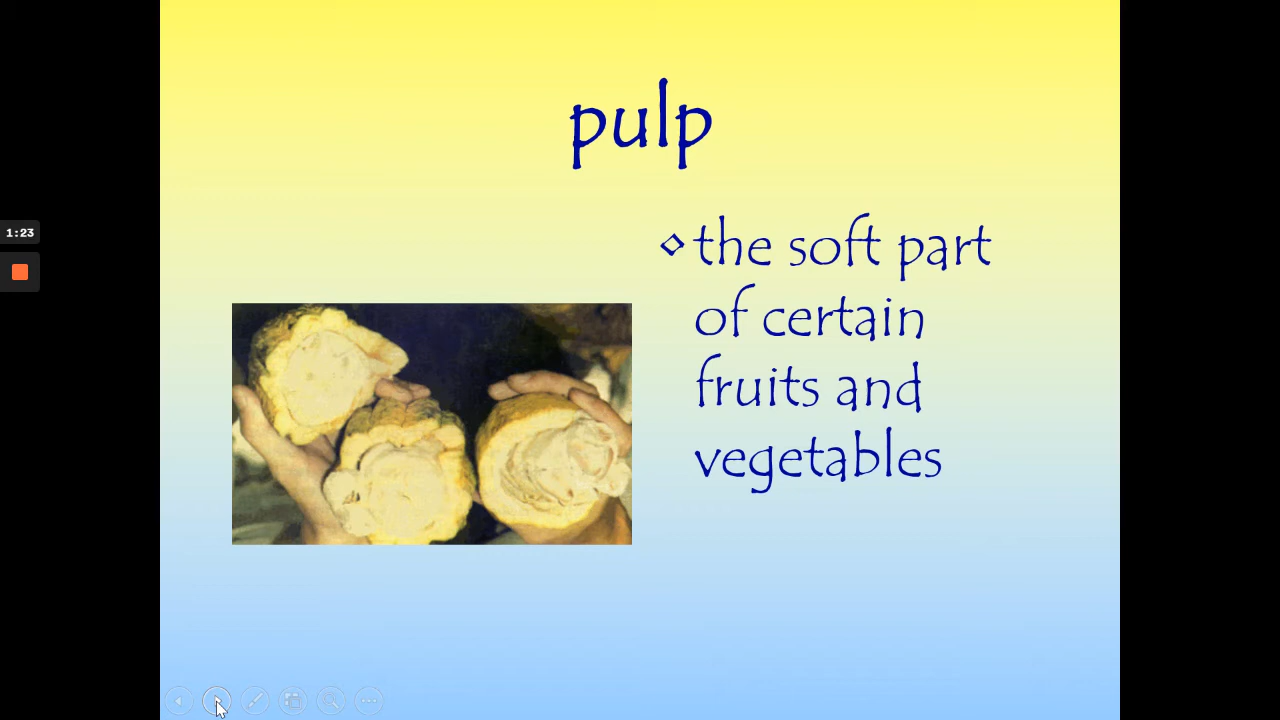 pulp
1:23
the soft part
of certain
fruits and
vegetables